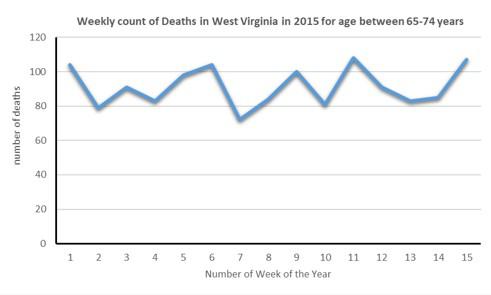 Weekly count of Deaths in West Virginia in 2015 for age between 65-74 years
number of deaths
120
100
80
60
40
20
0
1 2 3 4 5 6 7 8 9 10 11 12 13 14 15
Number of Week of the Year